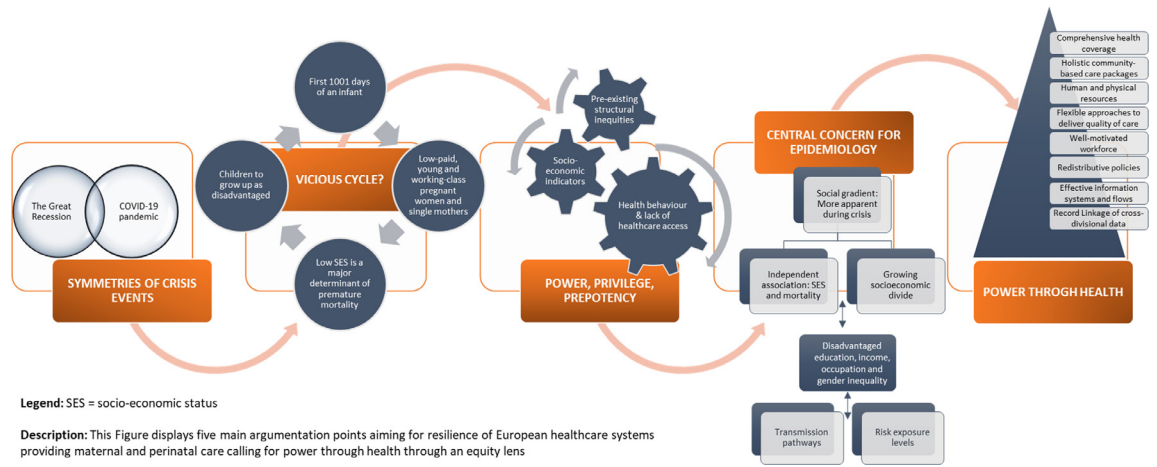 The Great
Recession
COVID-19
pandemic
SYMMETRIES OF CRISIS
EVENTS
First 1001 days
of an infant
VICIOUS CYCLE?
Children to
grow up as
disadvantaged
Low-paid,
young and
working-class
pregnant
women and
single mothers
Low SES is a
major
determinant of
premature
mortality
Pre-existing
structural
inequities
Socio-
economic
indicators
Health behaviour
& lack of
healthcare access
POWER, PRIVILEGE,
PREPOTENCY
CENTRAL CONCERN FOR
EPIDEMIOLOGY
Social gradient:
More apparent
during crisis
Independent
association: SES
and mortality
Growing
socioeconomic
divide
Disadvantaged
education, income,
occupation and
gender inequality
Transmission
pathways
Risk exposure
levels
Comprehensive health
coverage
Holistic community-
based care packages
Human and physical
resources
Flexible approaches to
deliver quality of care
Well-motivated
workforce
Redistributive policies
Effective information
systems and flows
Record Linkage of cross-
divisional data
POWER THROGH HEALTH
Legend: SES = socio-economic status
Description: This Figure displays five main argumentation points aiming for resilience of European healthcare systems
providing maternal and perinatal care calling for power through health through an equity lens